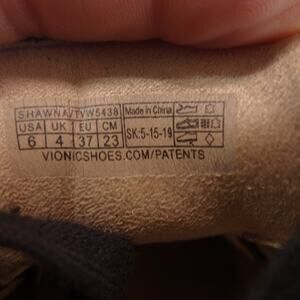 SHAWNA/TVW5438 Made in China
USA UK EU CM
6 4 37 23 SK:5-15-19
VIONICSHOES.COM/PATENTS